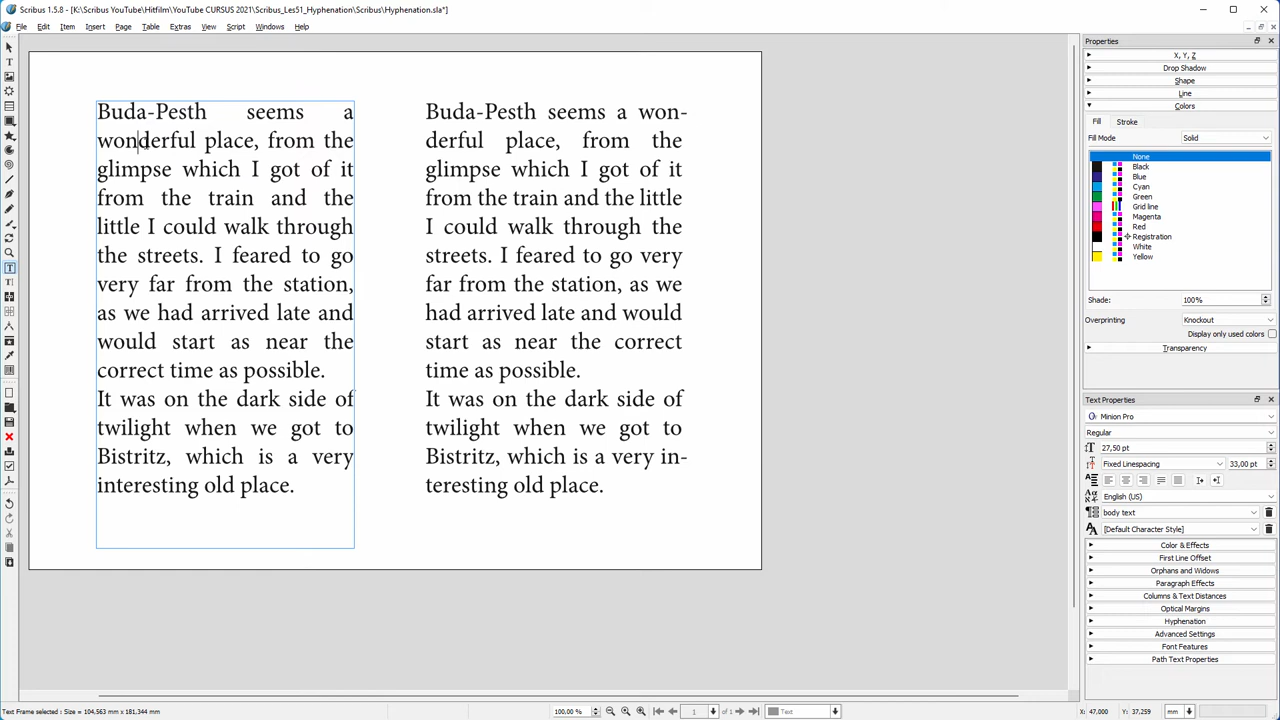 Scribus 1.5.8 - [K:\Scribus Hitfilm\YouTube CURSUS 2021\Scribus_Les51_Hyphenation\Scribus\Hyphenation.sla*]
File Edit Item Insert Page Table Extras View Script Windows Help
Buda-Pesth seems a
wonderful place, from the
glimpse which I got of it
from the train and the
little I could walk through
the streets. I feared to go
very far from the station,
as we had arrived late and
would start as near the
correct time as possible.
It was on the dark side of
twilight when we got to
Bistritz, which is a very
interesting old place.
Buda-Pesth seems a won-
derful place, from the
glimpse which I got of it
from the train and the little
I could walk through the
streets. I feared to go very
far from the station, as we
had arrived late and would
start as near the correct
time as possible.
It was on the dark side of
twilight when we got to
Bistritz, which is a very in-
teresting old place.
Properties
X, Y, Z
Drop Shadow
Shape
Line
Colors
Fill Stroke
Fill Mode Solid
None
Black
Blue
Cyan
Green
Grid line
Magenta
Red
Registration
White
Yellow
Shade: 100%
Overprinting Knockout
Display only used colors
Transparency
Text Properties
Minion Pro
Regular
27,50 pt
Fixed Linespacing 33,00 pt
English (US)
body text
[Default Character Style]
Color & Effects
First Line Offset
Orphans and Widows
Paragraph Effects
Columns & Text Distances
Optical Margins
Hyphenation
Advanced Settings
Font Features
Path Text Properties
Text Frame selected : Size = 104.563 mm x 181.344 mm
100,00 %
1 of 1
Text
X: 47,000 Y: 37,259 mm